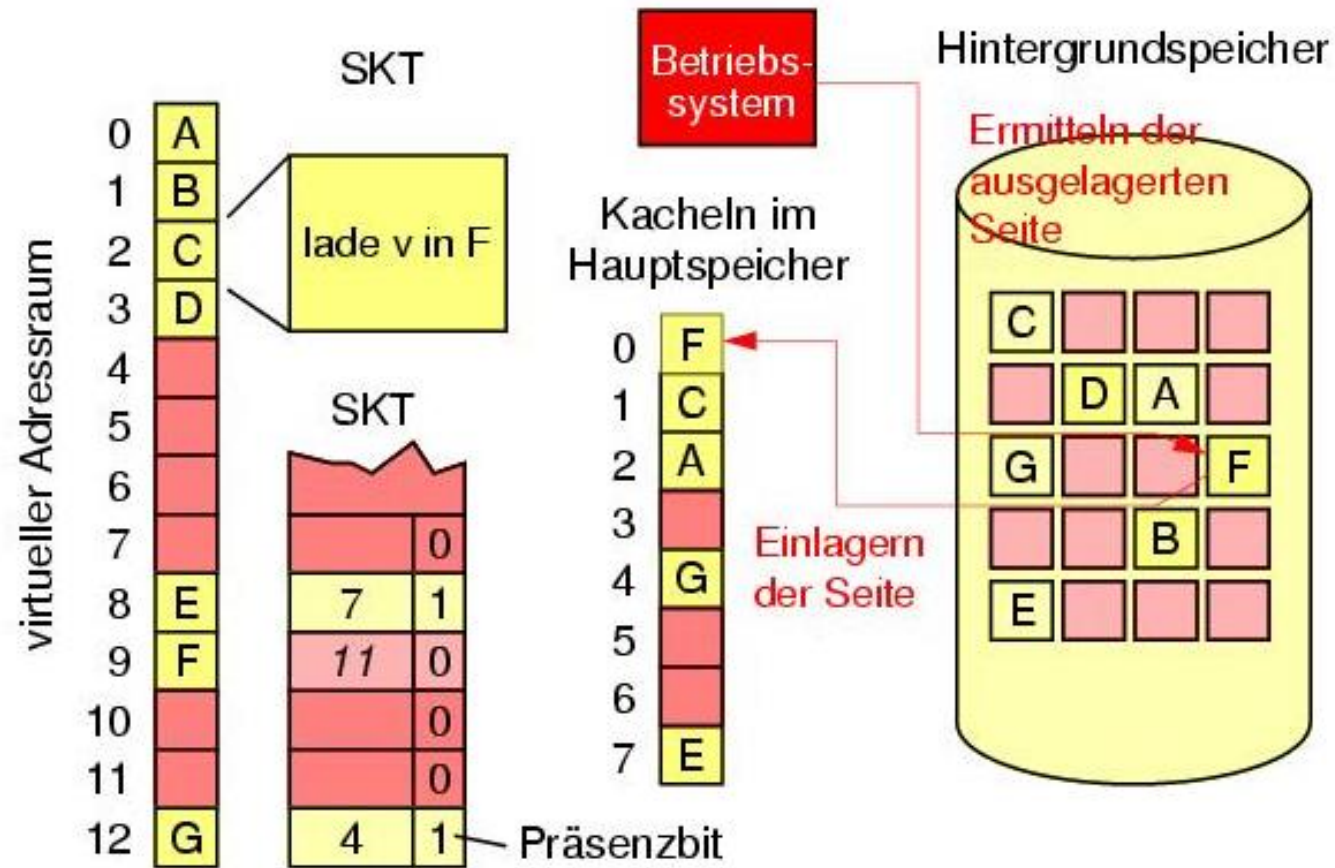 SKT
virtueller Adressraum
0 A
1 B
2 C
3 D
4
5
6
7
8 E
9 F
10
11
12 G
lade v in F
SKT
0
7 1
11 0
0
0
4 1
Präsenzbit
Betriebs-
system
Kacheln im
Hauptspeicher
0 F
1 C
2 A
3
4 G
5
6
7 E
Einlagern
der Seite
Hintergrundspeicher
Ermitteln der
ausgelagerten
Seite
C
D A
G F
B
E